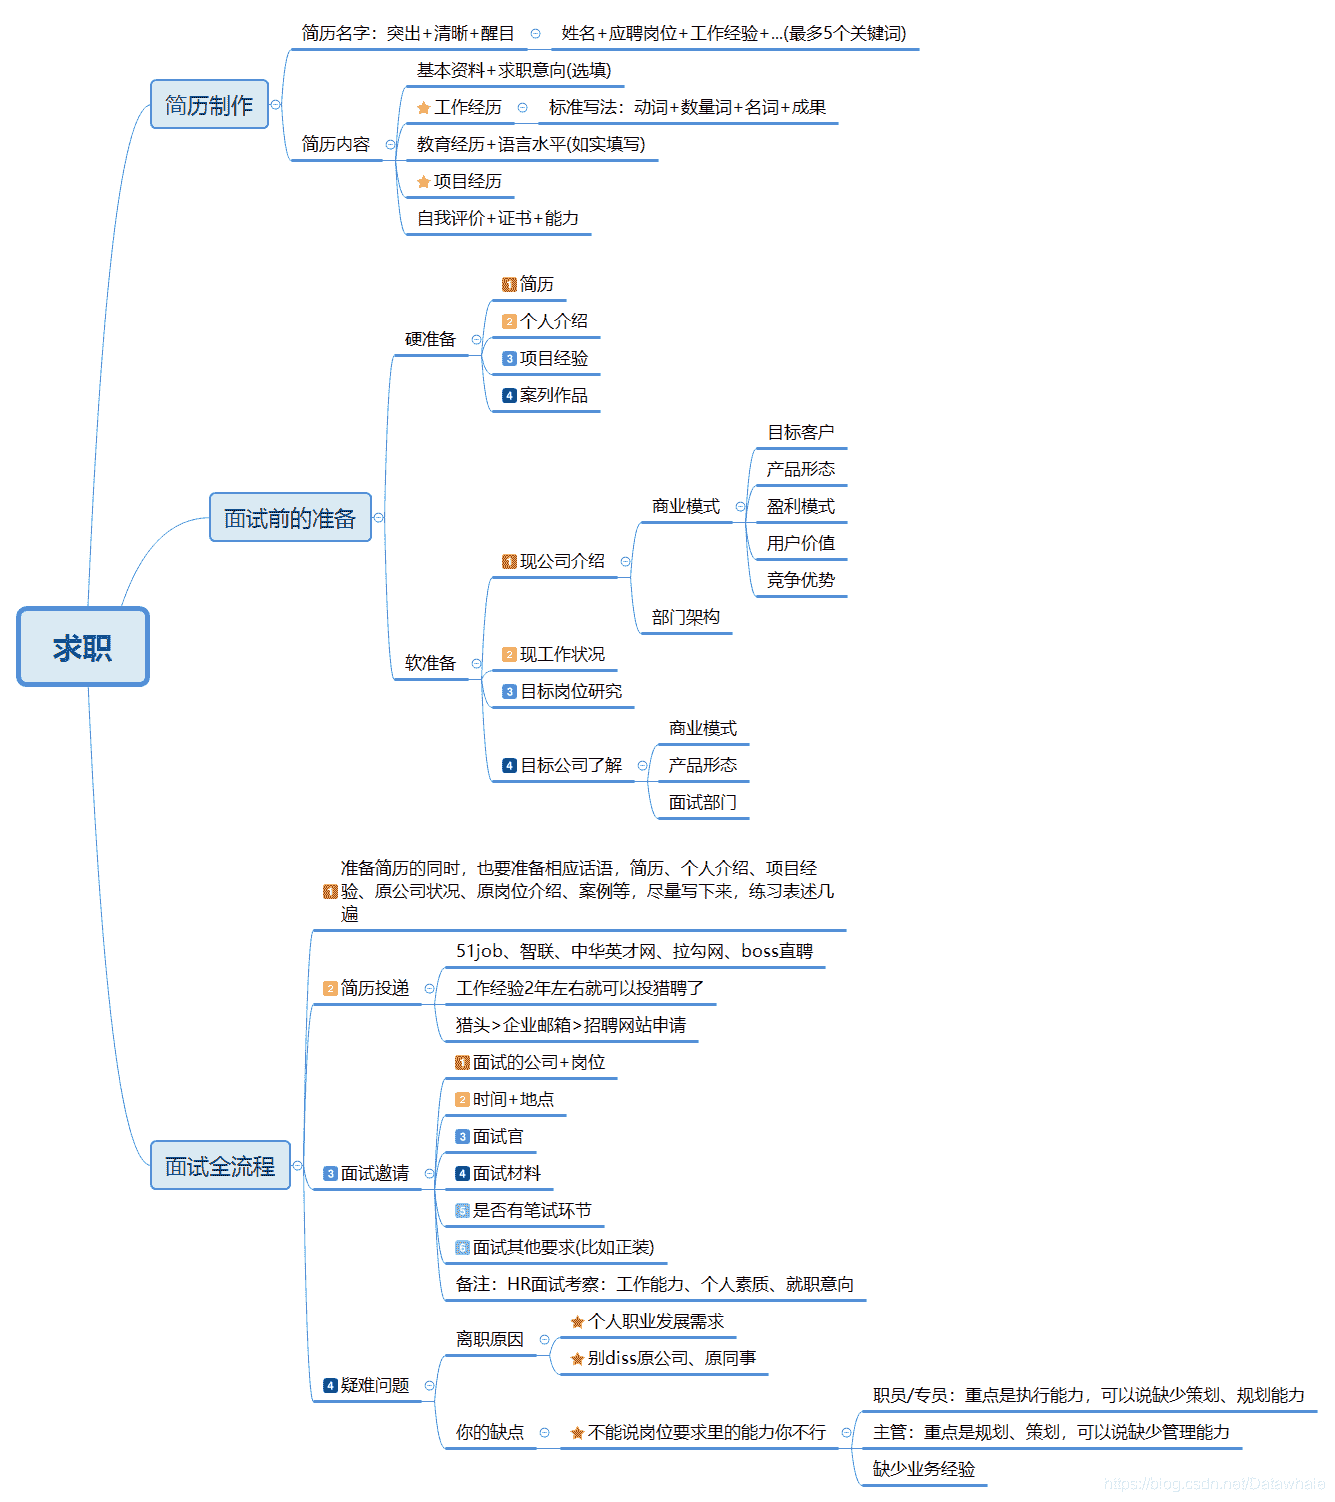 简历名字：突出+清晰+醒目
姓名+应聘岗位+工作经验+...(最多5个关键词)
基本资料+求职意向(选填)
简历制作
工作经历
标准写法：动词+数量词+名词+成果
简历内容
教育经历+语言水平(如实填写)
项目经历
自我评价+证书+能力
1 简历
2 个人介绍
硬准备
3 项目经验
4 案列作品
目标客户
产品形态
商业模式
盈利模式
面试前的准备
用户价值
1 现公司介绍
竞争优势
部门架构
求职
软准备
2 现工作状况
3 目标岗位研究
商业模式
4 目标公司了解
产品形态
面试部门
1 准备简历的同时，也要准备相应话语，简历、个人介绍、项目经
验、原公司状况、原岗位介绍、案例等，尽量写下来，练习表述几
遍
51job、智联、中华英才网、拉勾网、boss直聘
2 简历投递
工作经验2年左右就可以投猎聘了
猎头>企业邮箱>招聘网站申请
1 面试的公司+岗位
2 时间+地点
3 面试官
面试全流程
3 面试邀请
4 面试材料
5 是否有笔试环节
6 面试其他要求(比如正装)
备注：HR面试考察：工作能力、个人素质、就职意向
个人职业发展需求
离职原因
别diss原公司、原同事
4 疑难问题
职员/专员：重点是执行能力，可以说缺少策划、规划能力
你的缺点
不能说岗位要求里的能力你不行
主管：重点是规划、策划，可以说缺少管理能力
缺少业务经验
https://blog.csdn.net/Datawhale